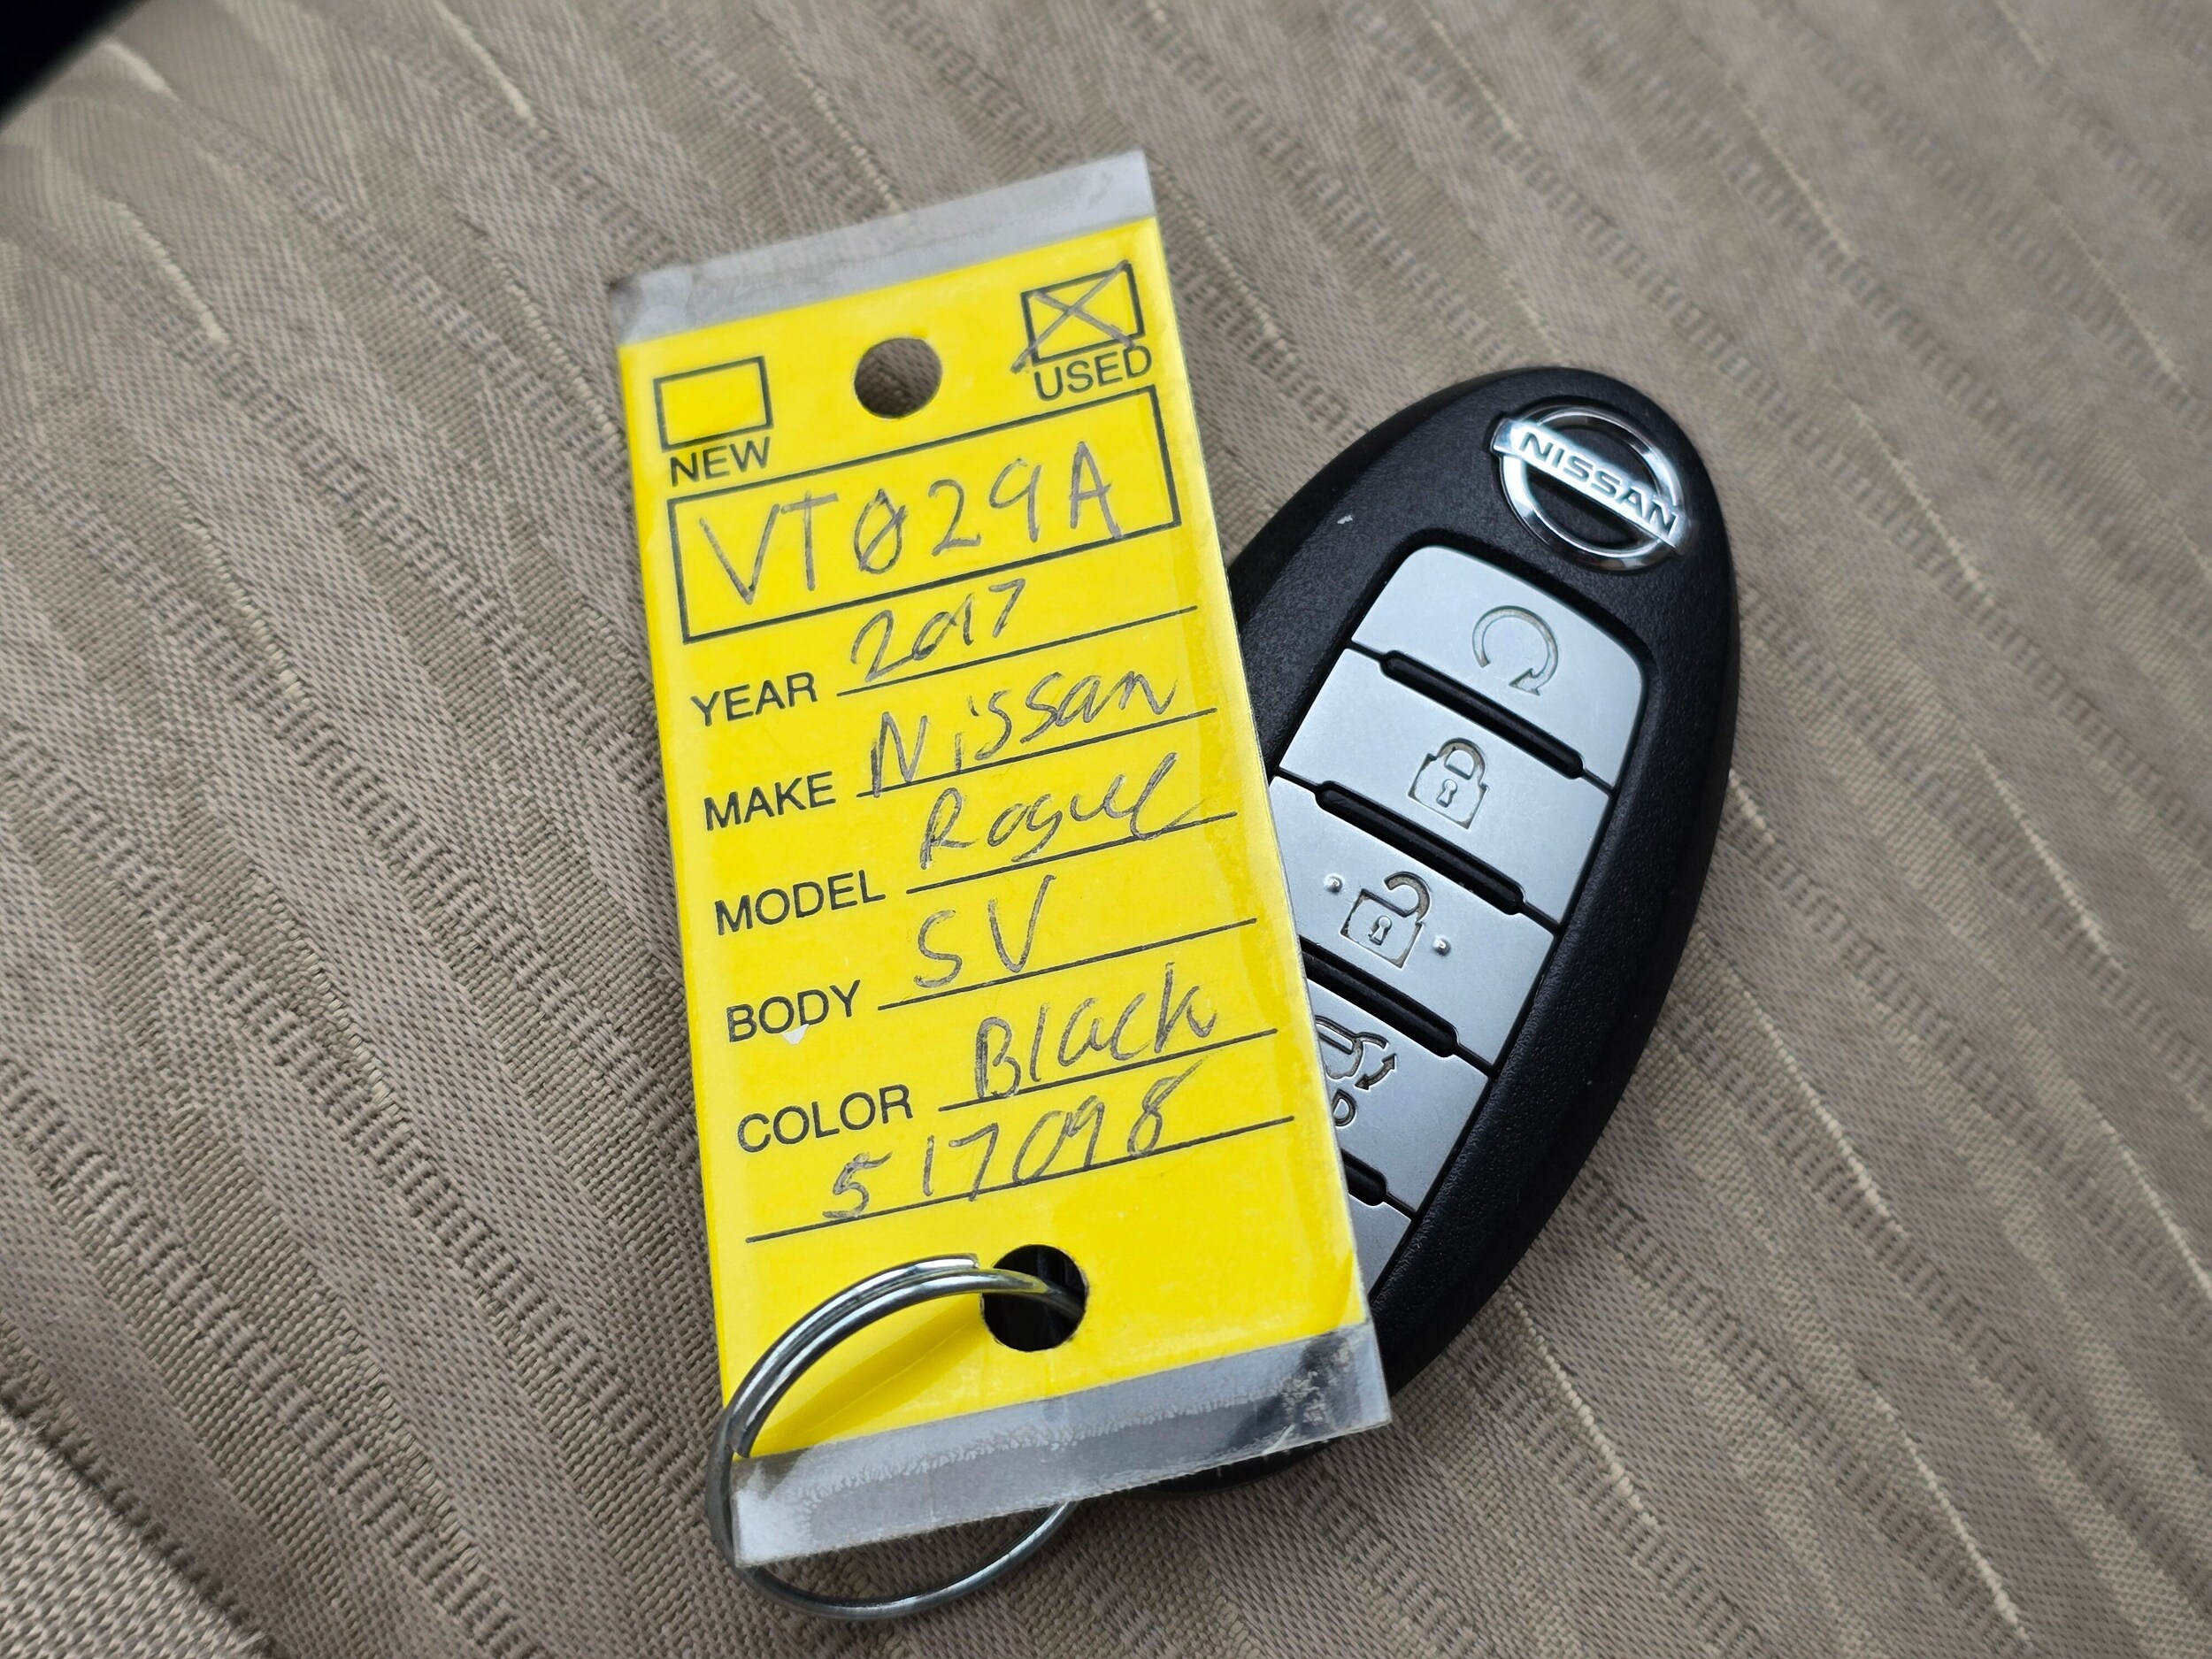 NEW
USED
VT029A
YEAR 2017
MAKE Nissan
MODEL Rogue
BODY SV
COLOR Black
517098
NISSAN